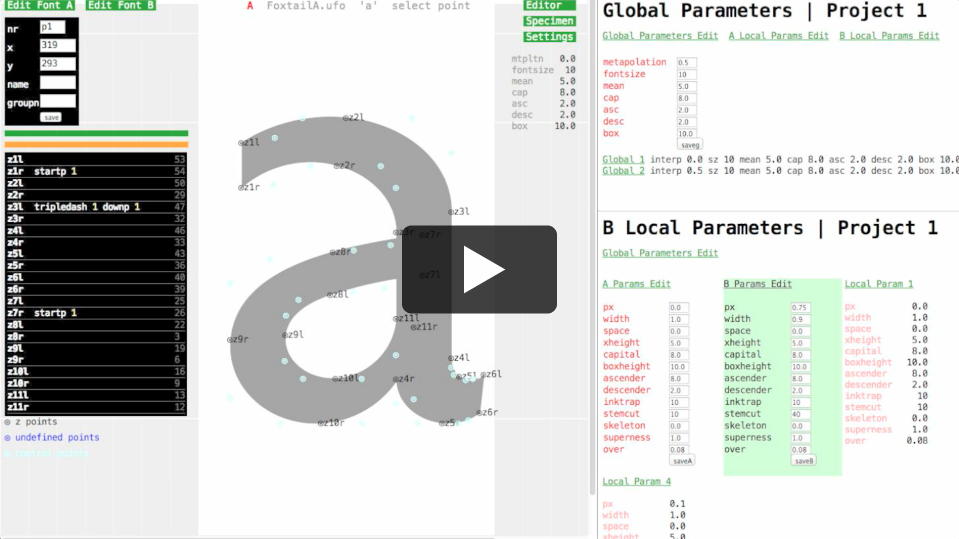 Edit Font A Edit Font B
A FoxtailA.ufo 'a' select point
Editor
Specimen
Settings
nr p1
x 319
y 293
name
groupn
save
mtpltn 0.0
fontsize 10
mean 5.0
cap 8.0
asc 2.0
desc 2.0
box 10.0
z1l 53
z1r startp 1 54
z2l 50
z2r 29
z3l tripledash 1 downp 1 47
z3r 32
z4l 46
z4r 33
z5l 43
z5r 36
z6l 40
z6r 39
z7l 25
z7r startp 1 26
z8l 22
z8r 3
z9l 19
z9r 6
z10l 16
z10r 9
z11l 13
z11r 12
z points
undefined points
control points
z2l
z1l
z2r
z1r
z3l
z8r
z7l
z8l
z11l
z11r
z9l
z9r
z4l
z6l
z10l
z4r
z6r
z10r
z5
Global Parameters | Project 1
Global Parameters Edit A Local Params Edit B Local Params Edit
metapolation 0.5
fontsize 10
mean 5.0
cap 8.0
asc 2.0
desc 2.0
box 10.0
saveg
Global 1 interp 0.0 sz 10 mean 5.0 cap 8.0 asc 2.0 desc 2.0 box 10.0
Global 2 interp 0.5 sz 10 mean 5.0 cap 8.0 asc 2.0 desc 2.0 box 10.0
B Local Parameters | Project 1
Global Parameters Edit
A Params Edit
px 0.0
width 1.0
space 0.0
xheight 5.0
capital 8.0
boxheight 10.0
ascender 8.0
descender 2.0
inktrap 10
stemcut 10
skeleton 0.0
superness 1.0
over 0.08
saveA
B Params Edit
px 0.75
width 0.9
space 0.0
xheight 5.0
capital 8.0
boxheight 10.0
ascender 8.0
descender 2.0
inktrap 10
stemcut 40
skeleton 0.0
superness 1.0
over 0.08
saveB
Local Param 1
px 0.0
width 1.0
space 0.0
xheight 5.0
capital 8.0
boxheight 10.0
ascender 8.0
descender 2.0
inktrap 10
stemcut 10
skeleton 0.0
superness 1.0
over 0.08
Local Param 4
px 0.1
width 1.0
space 0.0
xheight 5.0